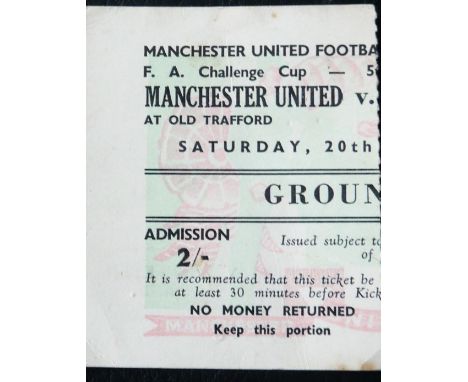 MANCHESTER UNITED FOOTBA
F. A. Challenge Cup — 5
MANCHESTER UNITED v.
AT OLD TRAFFORD
SATURDAY, 20th
GROUN
ADMISSION
2/-
Issued subject to
of
It is recommended that this ticket be
at least 30 minutes before Kick
NO MONEY RETURNED
Keep this portion